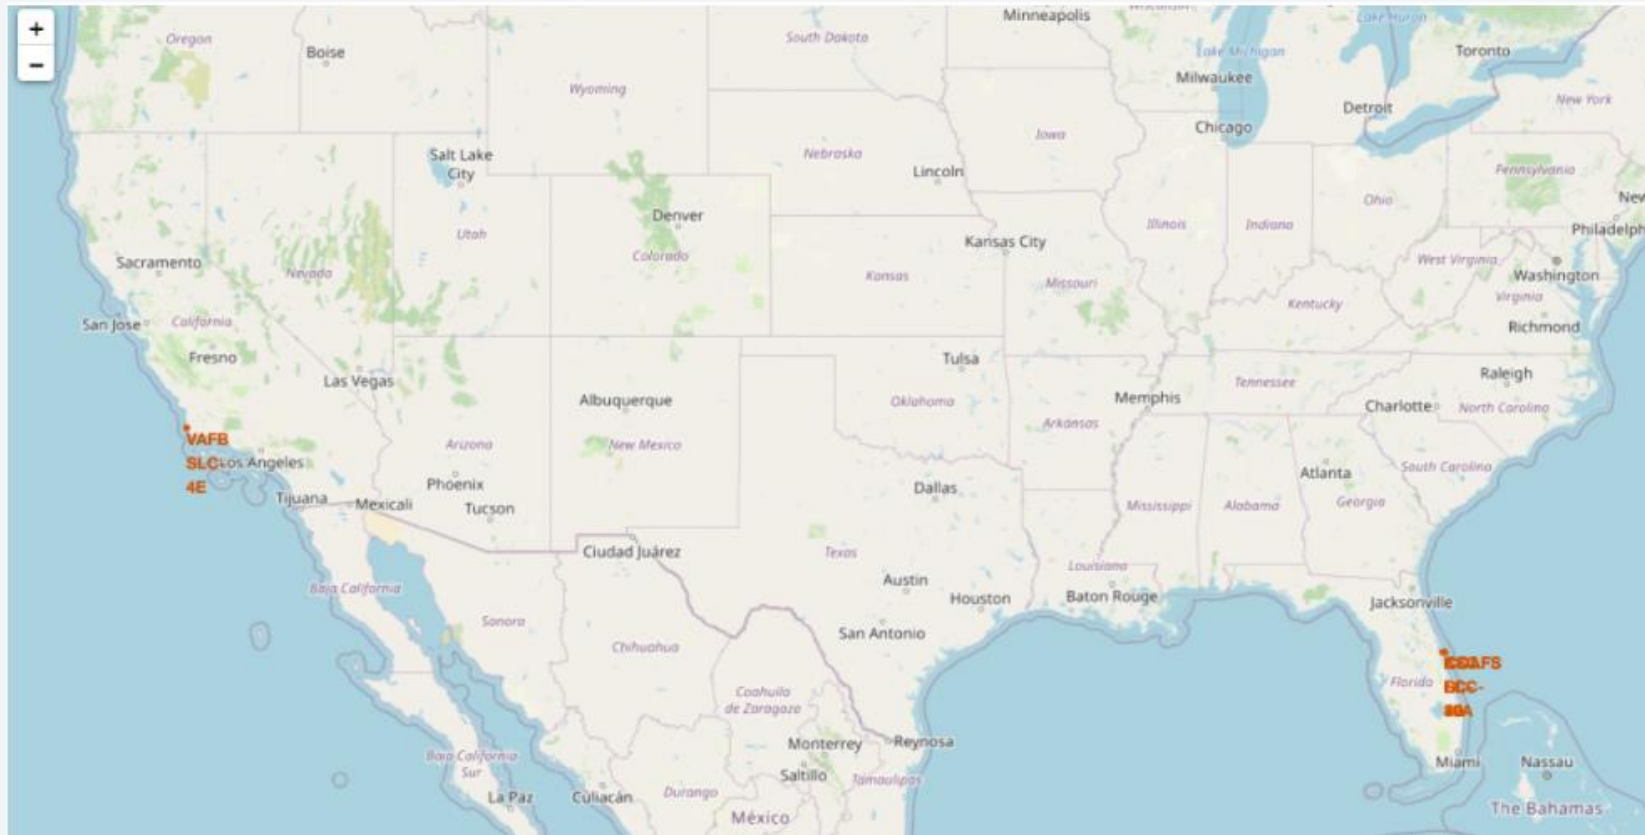 +
−
Minneapolis
Wisconsin
Lake Huron
Oregon
Boise
South Dakota
Lake Michigan
Toronto
Wyoming
Milwaukee
Detroit
New York
Chicago
Iowa
Salt Lake
City
Nebraska
Lincoln
Pennsylvania
Ohio
New
Denver
Utah
Illinois
Indiana
Philadelph
Kansas City
Colorado
Sacramento
Nevada
Kansas
Missouri
West Virginia
Washington
Kentucky
Virginia
San Jose
California
Richmond
Fresno
Tulsa
Las Vegas
Tennessee
Raleigh
Albuquerque
Oklahoma
Memphis
Charlotte
North Carolina
Arkansas
VAFB
SLC-
4E
Los Angeles
Arizona
New Mexico
Atlanta
South Carolina
Phoenix
Dallas
Tijuana
Mexicali
Tucson
Mississippi
Alabama
Georgia
Ciudad Juárez
Texas
Louisiana
Austin
Baja California
Houston
Baton Rouge
Jacksonville
Sonora
San Antonio
Chihuahua
Florida
Coahuila
de Zaragoza
Monterrey
Reynosa
Baja California
Sur
Saltillo
Tamaulipas
Miami
Nassau
La Paz
Culiacán
Durango
México
The Bahamas